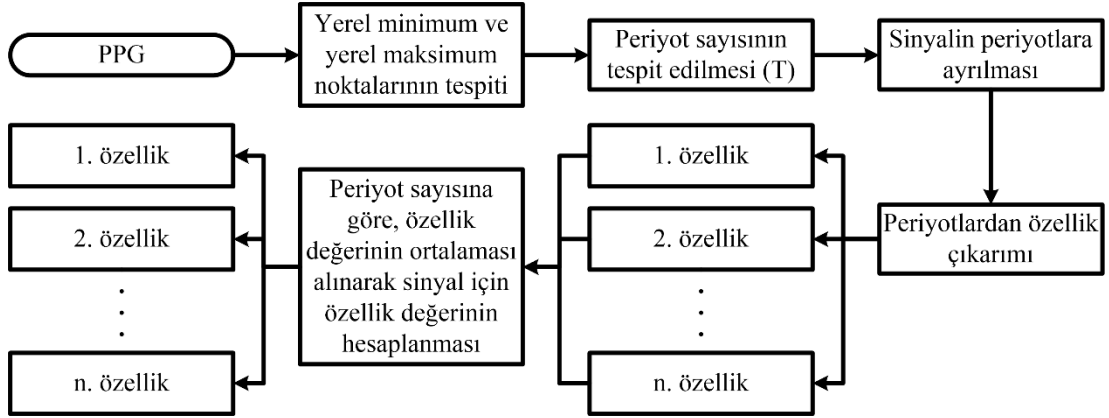 PPG
Yerel minimum ve
yerel maksimum
noktalarının tespiti
Periyot sayısının
tespit edilmesi (T)
Sinyalin periyotlara
ayrılması
Periyotlardan özellik
çıkarımı
1. özellik
2. özellik
n. özellik
Periyot sayısına
göre, özellik
değerinin ortalaması
alınarak sinyal için
özellik değerinin
hesaplanması
1. özellik
2. özellik
n. özellik